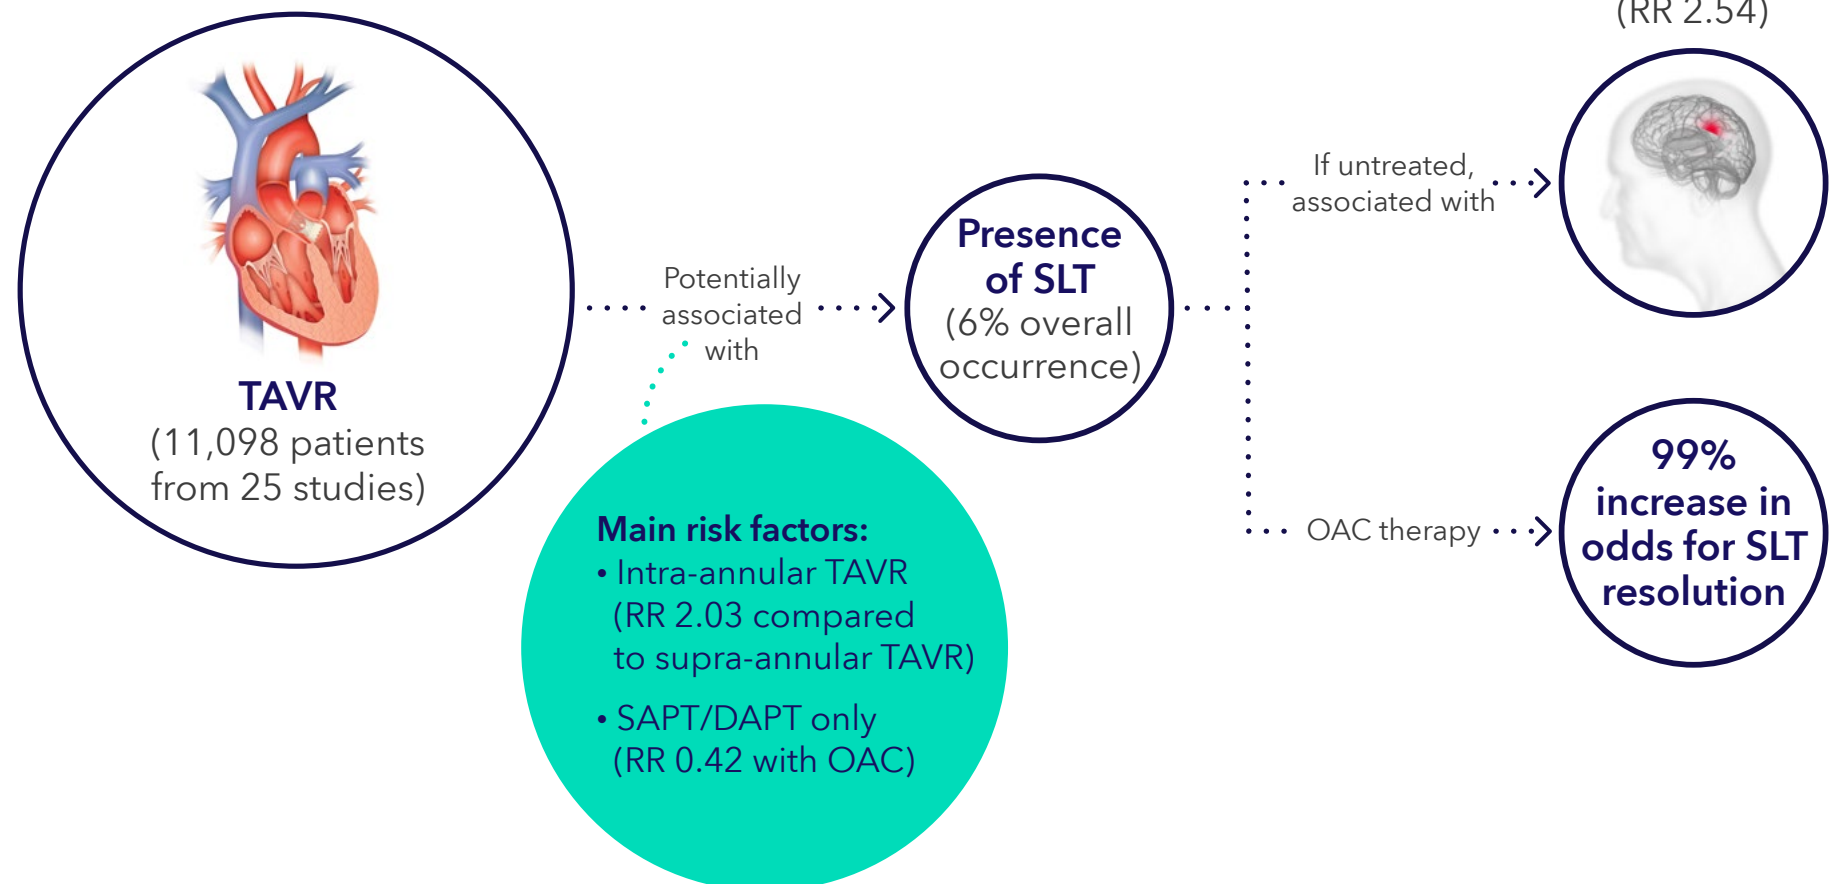 TAVR
(11,098 patients
from 25 studies)
Potentially
associated
with
Main risk factors:
• Intra-annular TAVR
(RR 2.03 compared
to supra-annular TAVR)
• SAPT/DAPT only
(RR 0.42 with OAC)
Presence
of SLT
(6% overall
occurrence)
If untreated,
associated with
(RR 2.54)
OAC therapy
99%
increase in
odds for SLT
resolution